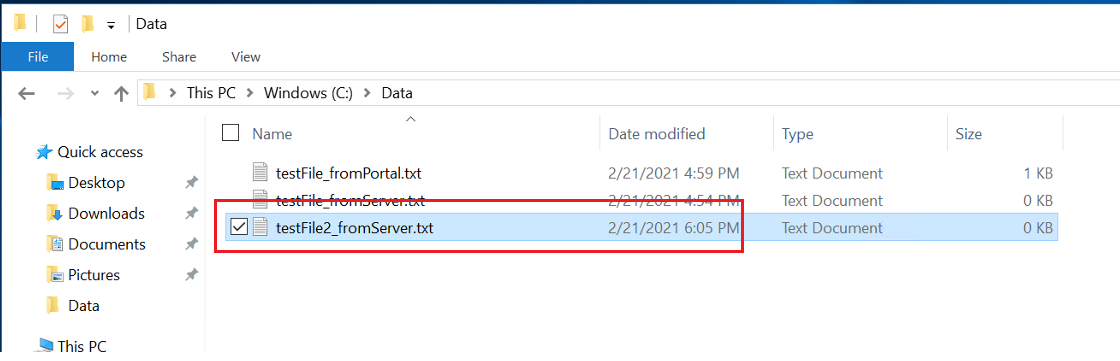 Data
File Home Share View
This PC Windows (C:) Data
Name Date modified Type Size
Quick access
Desktop
Downloads
Documents
Pictures
Data
This PC
testFile_fromPortal.txt 2/21/2021 4:59 PM Text Document 1 KB
testFile_fromServer.txt 2/21/2021 4:54 PM Text Document 0 KB
testFile2_fromServer.txt 2/21/2021 6:05 PM Text Document 0 KB